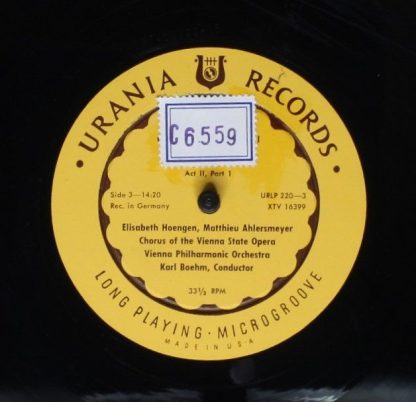 URANIA RECORDS
C6559
Act II, Part 1
Side 3—14:20 URLP 220—3
Rec. in Germany XTV 16399
Elisabeth Hoengen, Matthieu Ahlersmeyer
Chorus of the Vienna State Opera
Vienna Philharmonic Orchestra
Karl Boehm, Conductor
33⅓ RPM
LONG PLAYING · MICROGROOVE
MADE IN U·S·A